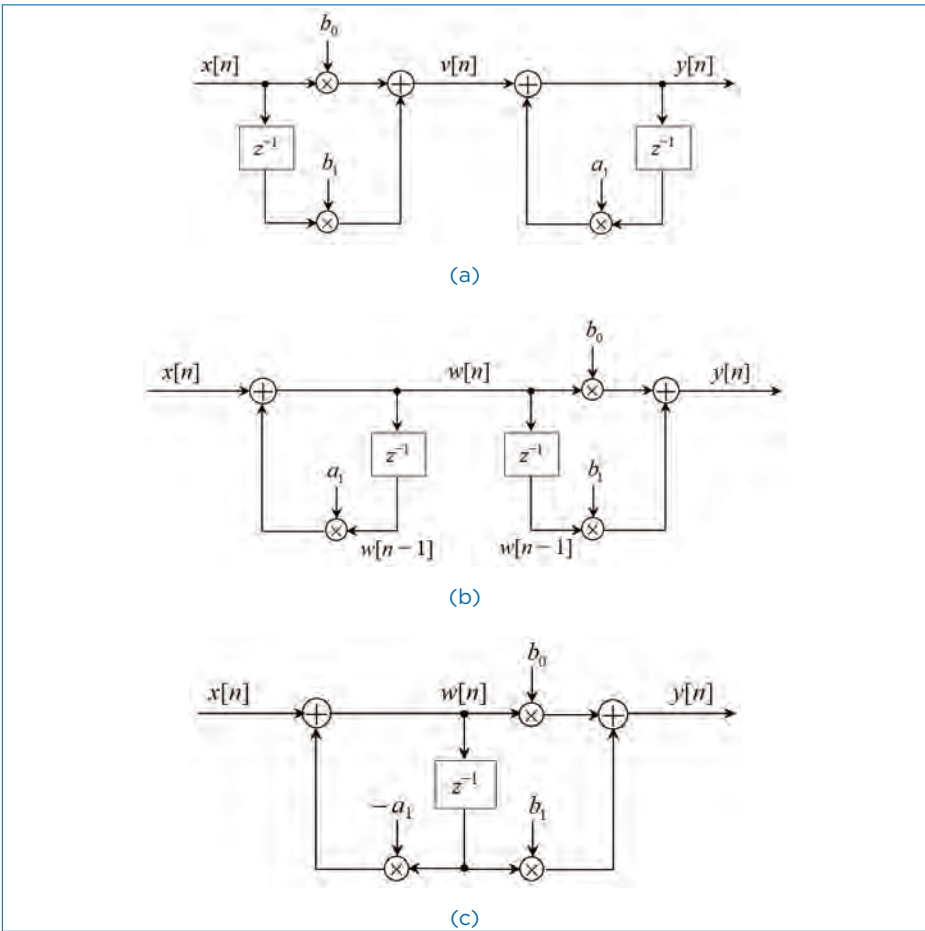 b₀
x[n] v[n] y[n]
z⁻¹ z⁻¹
b₁ a₁
(a)
b₀
x[n] w[n] y[n]
z⁻¹ z⁻¹
a₁ b₁
w[n − 1] w[n − 1]
(b)
b₀
x[n] w[n] y[n]
z⁻¹
−a₁ b₁
(c)